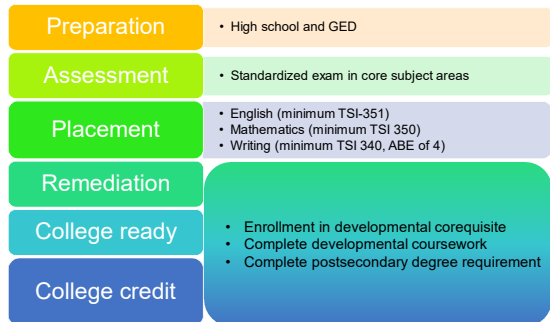 Preparation
• High school and GED
Assessment
• Standardized exam in core subject areas
Placement
• English (minimum TSI-351)
• Mathematics (minimum TSI 350)
• Writing (minimum TSI 340, ABE of 4)
Remediation
College ready
College credit
• Enrollment in developmental corequisite
• Complete developmental coursework
• Complete postsecondary degree requirement